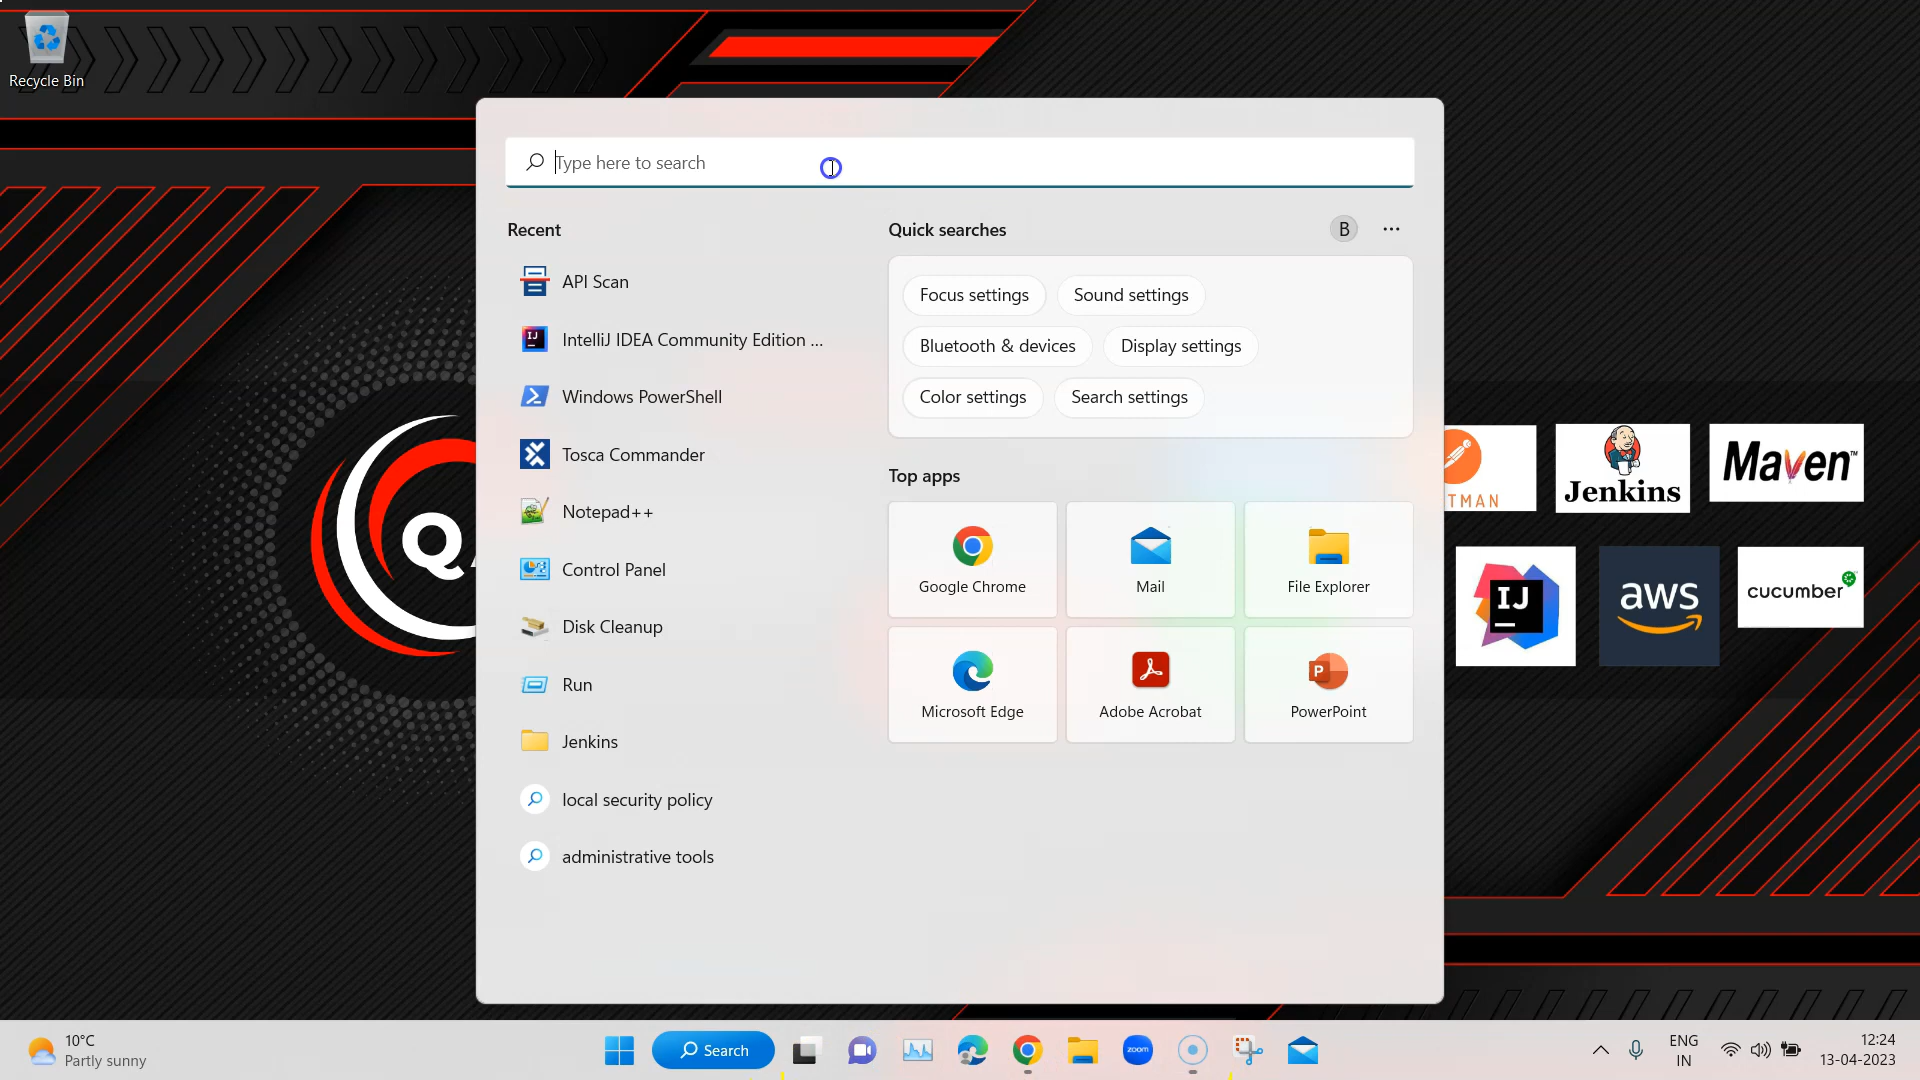 Recycle Bin
Type here to search
Recent
Quick searches
B
API Scan
IntelliJ IDEA Community Edition ...
Windows PowerShell
Tosca Commander
Notepad++
Control Panel
Disk Cleanup
Run
Jenkins
local security policy
administrative tools
Focus settings
Sound settings
Bluetooth & devices
Display settings
Color settings
Search settings
Top apps
Google Chrome
Mail
File Explorer
Microsoft Edge
Adobe Acrobat
PowerPoint
Q
TMAN
Jenkins
Maven™
IJ
aws
cucumber
10°C
Partly sunny
Search
zoom
ENG
IN
12:24
13-04-2023